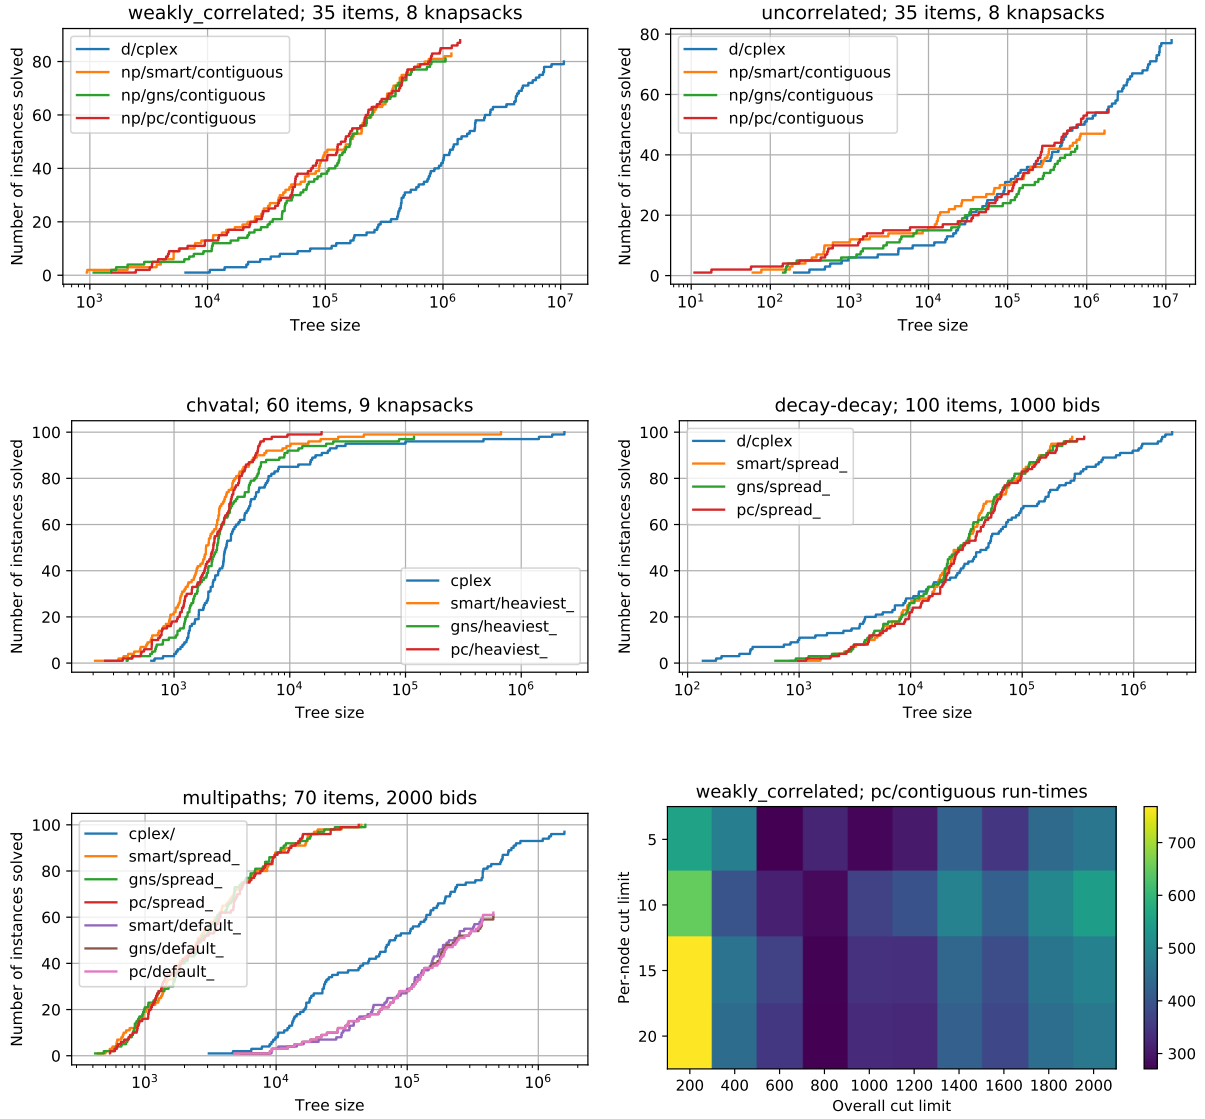 weakly_correlated; 35 items, 8 knapsacks
Number of instances solved
80
60
40
20
0
d/cplex
np/smart/contiguous
np/gns/contiguous
np/pc/contiguous
10^3
10^4
10^5
10^6
10^7
Tree size
uncorrelated; 35 items, 8 knapsacks
Number of instances solved
80
60
40
20
0
d/cplex
np/smart/contiguous
np/gns/contiguous
np/pc/contiguous
10^1
10^2
10^3
10^4
10^5
10^6
10^7
Tree size
chvatal; 60 items, 9 knapsacks
Number of instances solved
100
80
60
40
20
0
cplex
smart/heaviest_
gns/heaviest_
pc/heaviest_
10^3
10^4
10^5
10^6
Tree size
decay-decay; 100 items, 1000 bids
Number of instances solved
100
80
60
40
20
0
d/cplex
smart/spread_
gns/spread_
pc/spread_
10^2
10^3
10^4
10^5
10^6
Tree size
multipaths; 70 items, 2000 bids
Number of instances solved
100
80
60
40
20
0
cplex/
smart/spread_
gns/spread_
pc/spread_
smart/default_
gns/default_
pc/default_
10^3
10^4
10^5
10^6
Tree size
weakly_correlated; pc/contiguous run-times
Per-node cut limit
5
10
15
20
200 400 600 800 1000 1200 1400 1600 1800 2000
Overall cut limit
700
600
500
400
300